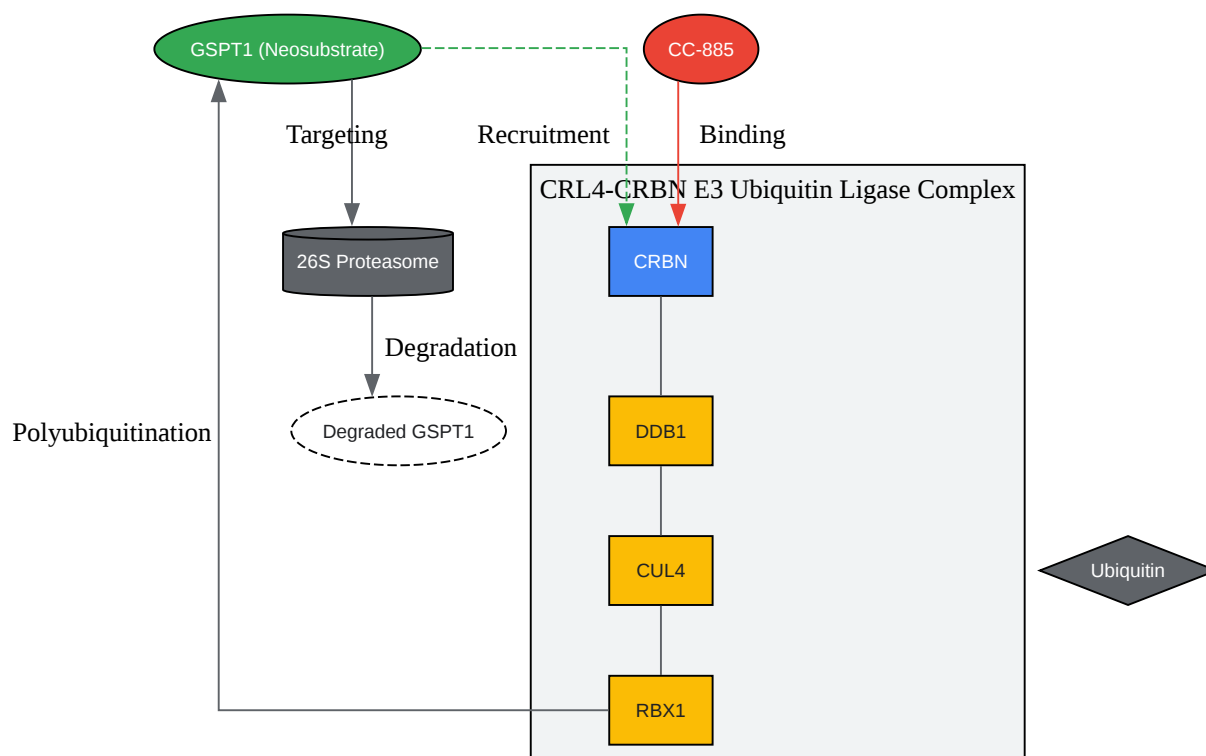 GSPT1 (Neosubstrate)
CC-885
Targeting
Recruitment
Binding
CRL4-CRBN E3 Ubiquitin Ligase Complex
26S Proteasome
CRBN
Degradation
Polyubiquitination
Degraded GSPT1
DDB1
CUL4
Ubiquitin
RBX1